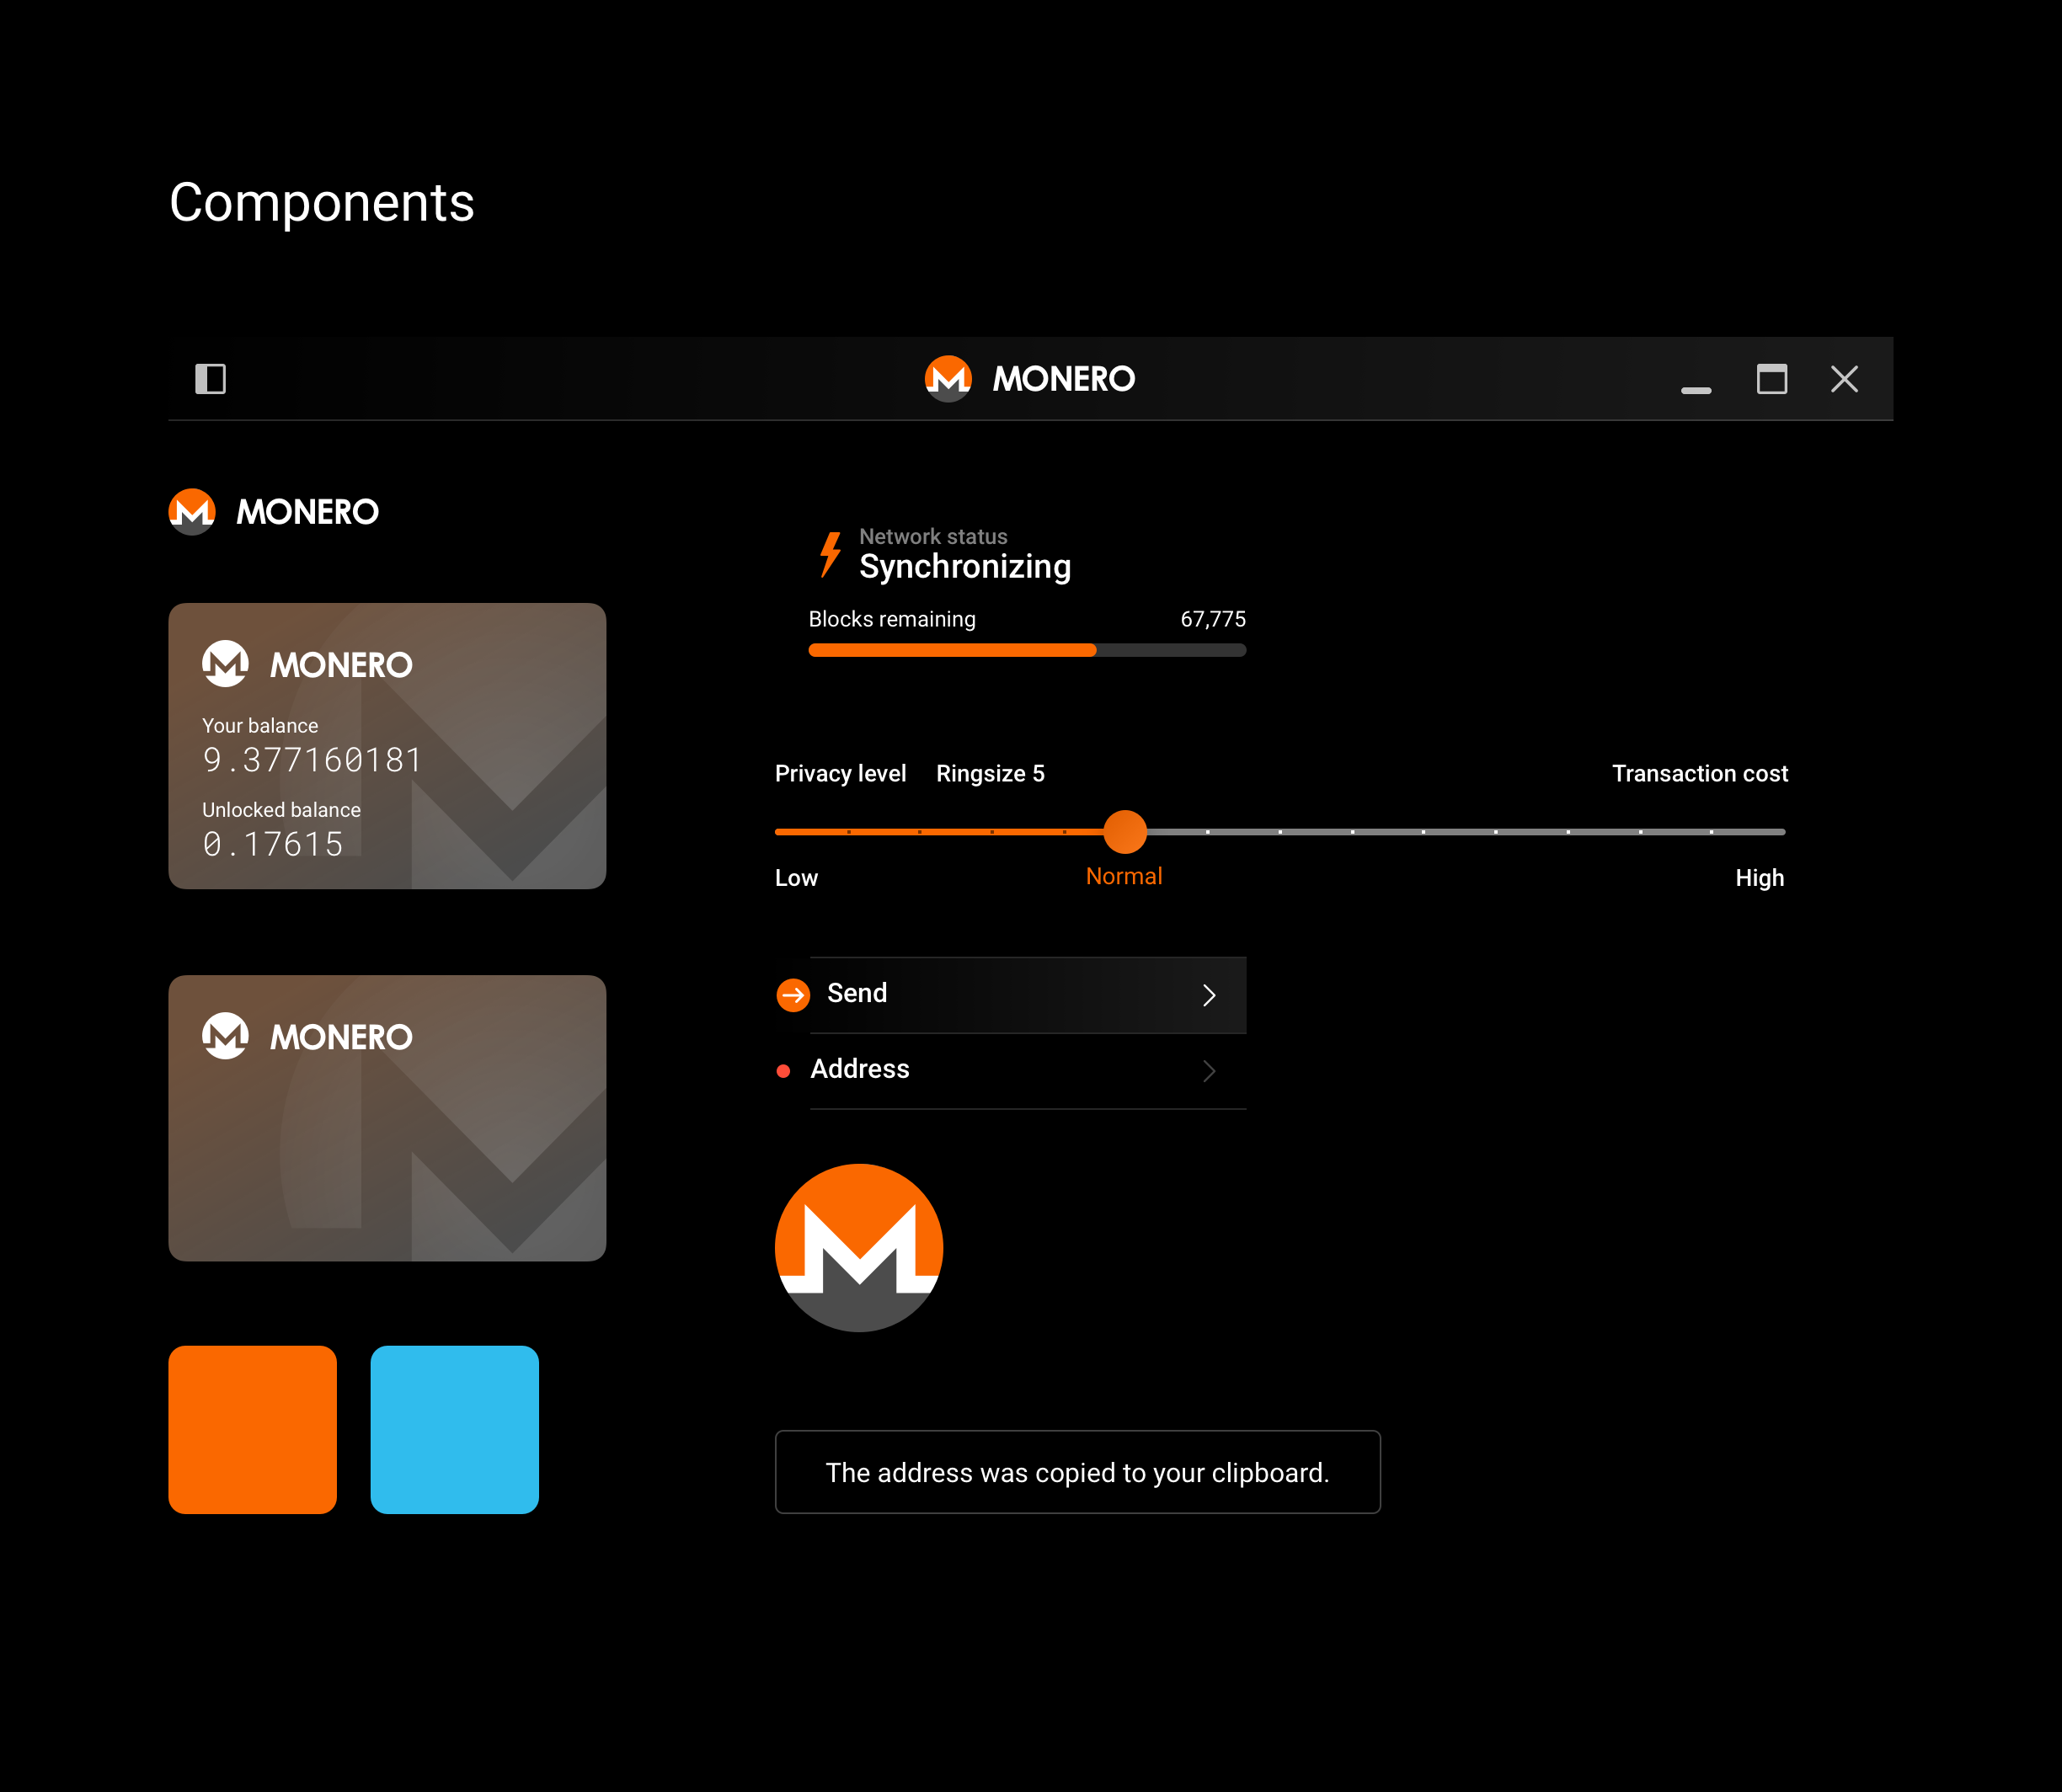 Components
MONERO
MONERO
MONERO
Your balance
9.377160181
Unlocked balance
0.17615
MONERO
Network status
Synchronizing
Blocks remaining 67,775
Privacy level Ringsize 5 Transaction cost
Low Normal High
Send
Address
The address was copied to your clipboard.